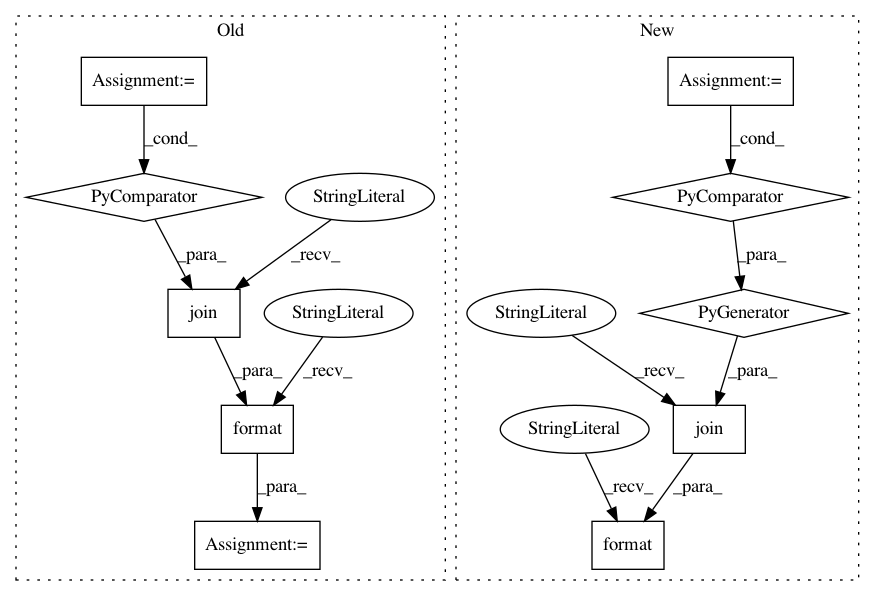 Old
Assignment:=
_cond_
PyComparator
StringLiteral
_para_
_recv_
join
StringLiteral
_para_
_recv_
format
_para_
Assignment:=
New
Assignment:=
_cond_
PyComparator
_para_
StringLiteral
PyGenerator
_recv_
_para_
StringLiteral
join
_recv_
_para_
format